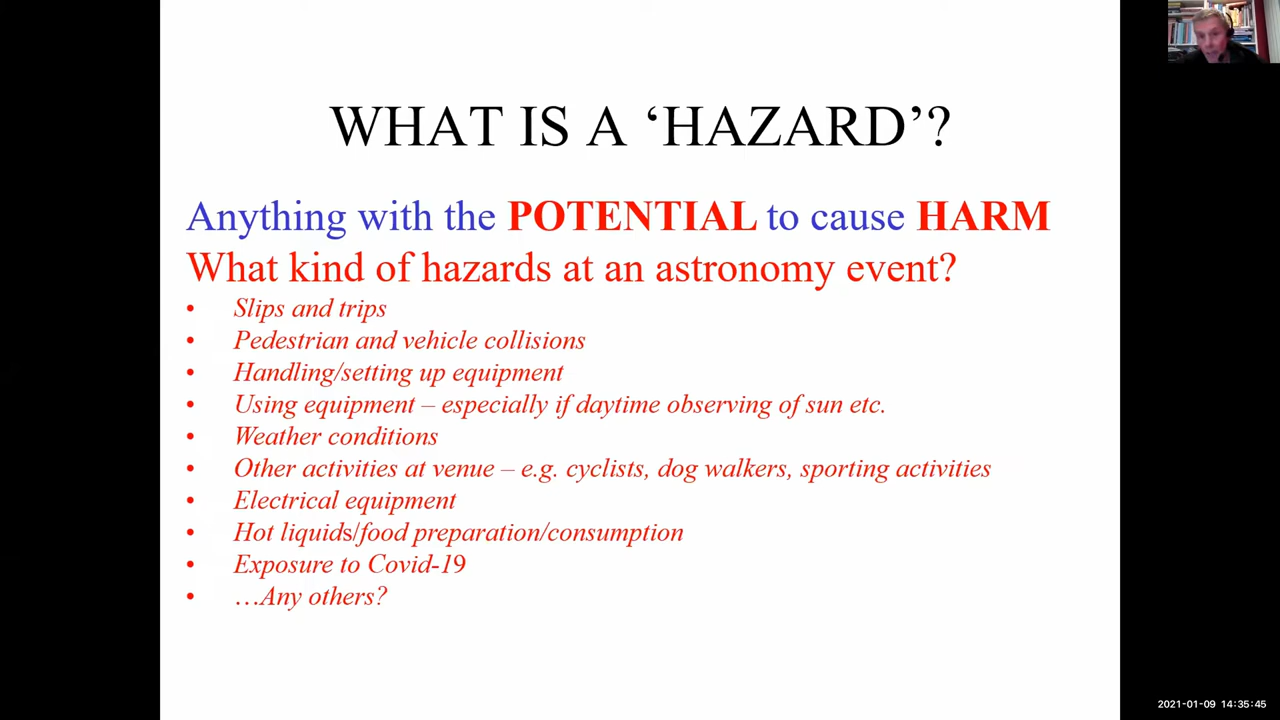 WHAT IS A ‘HAZARD’?
Anything with the POTENTIAL to cause HARM
What kind of hazards at an astronomy event?
• Slips and trips
• Pedestrian and vehicle collisions
• Handling/setting up equipment
• Using equipment – especially if daytime observing of sun etc.
• Weather conditions
• Other activities at venue – e.g. cyclists, dog walkers, sporting activities
• Electrical equipment
• Hot liquids/food preparation/consumption
• Exposure to Covid-19
• …Any others?
2021-01-09 14:35:45